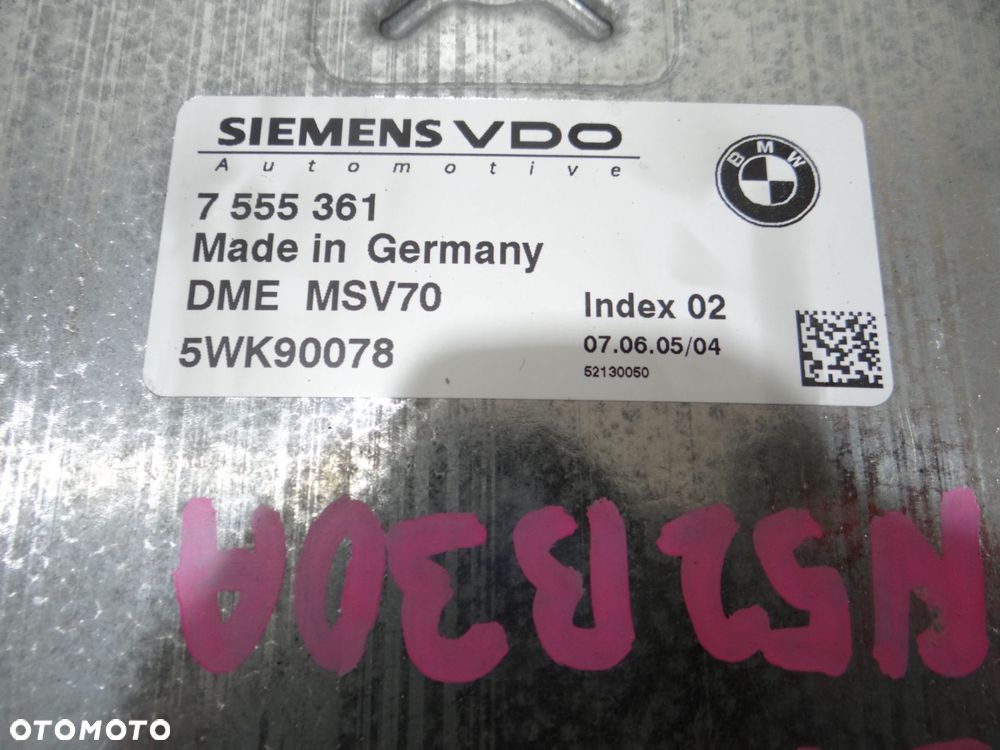 SIEMENS VDO
Automotive
BMW
7 555 361
Made in Germany
DME MSV70
Index 02
5WK90078
07.06.05/04
52130050
N52B30A
OTOMOTO